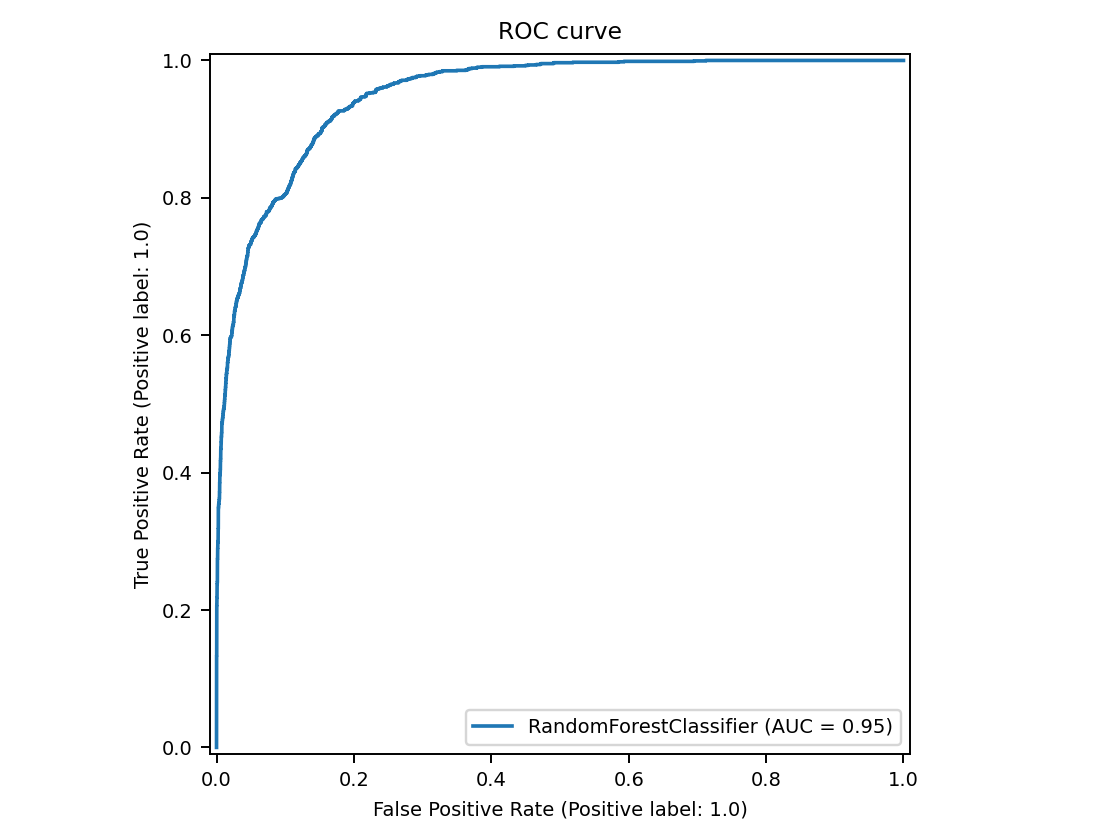 ROC curve
True Positive Rate (Positive label: 1.0)
1.0
0.8
0.6
0.4
0.2
0.0
RandomForestClassifier (AUC = 0.95)
0.0 0.2 0.4 0.6 0.8 1.0
False Positive Rate (Positive label: 1.0)